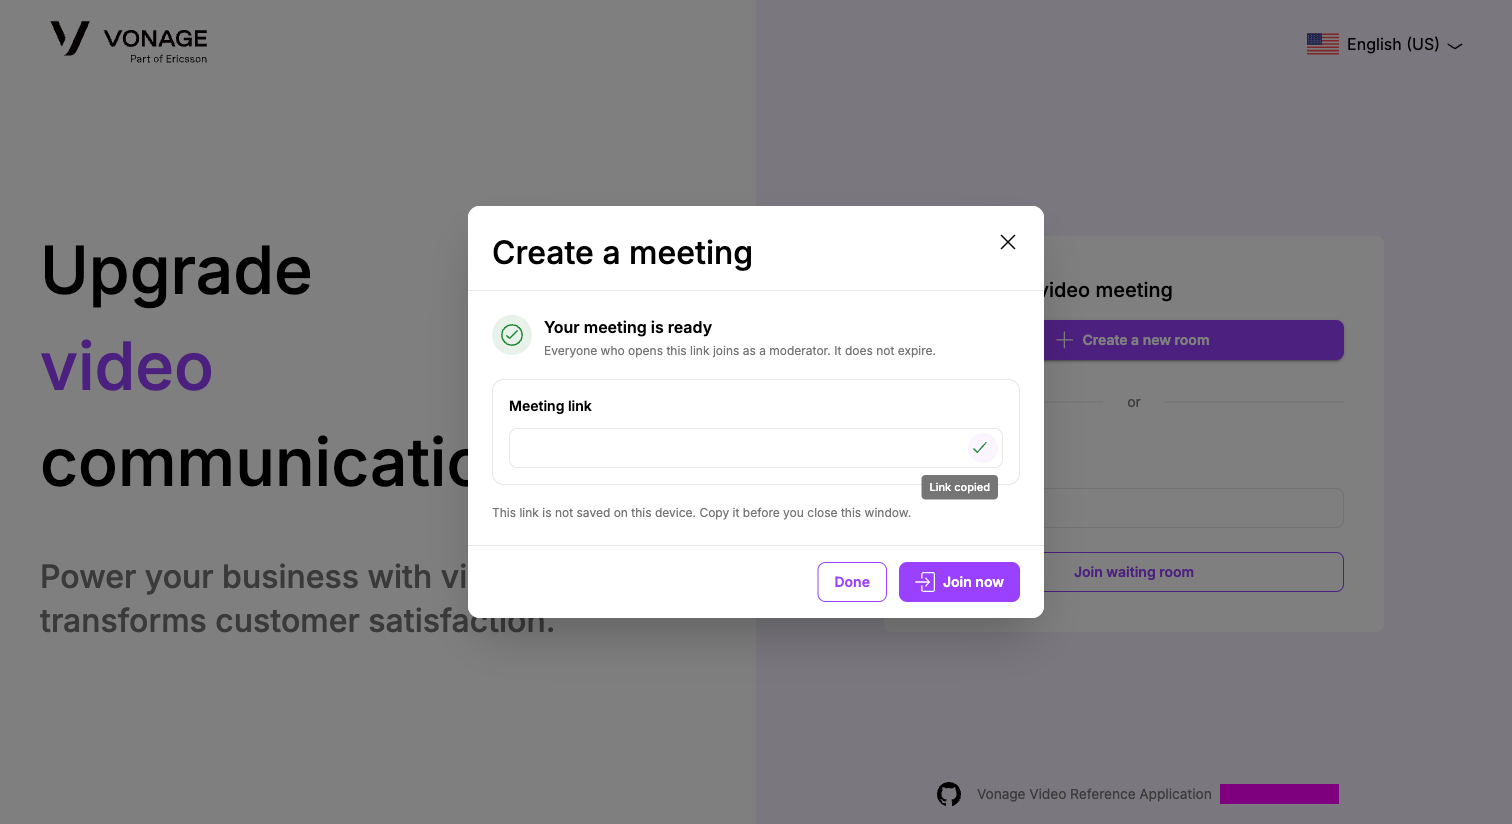 VONAGE
Part of Ericsson
English (US)
Upgrade
video
communicatio
Power your business with vi
transforms customer satisfaction.
video meeting
Create a new room
or
Join waiting room
Create a meeting
Your meeting is ready
Everyone who opens this link joins as a moderator. It does not expire.
Meeting link
Link copied
This link is not saved on this device. Copy it before you close this window.
Done
Join now
Vonage Video Reference Application